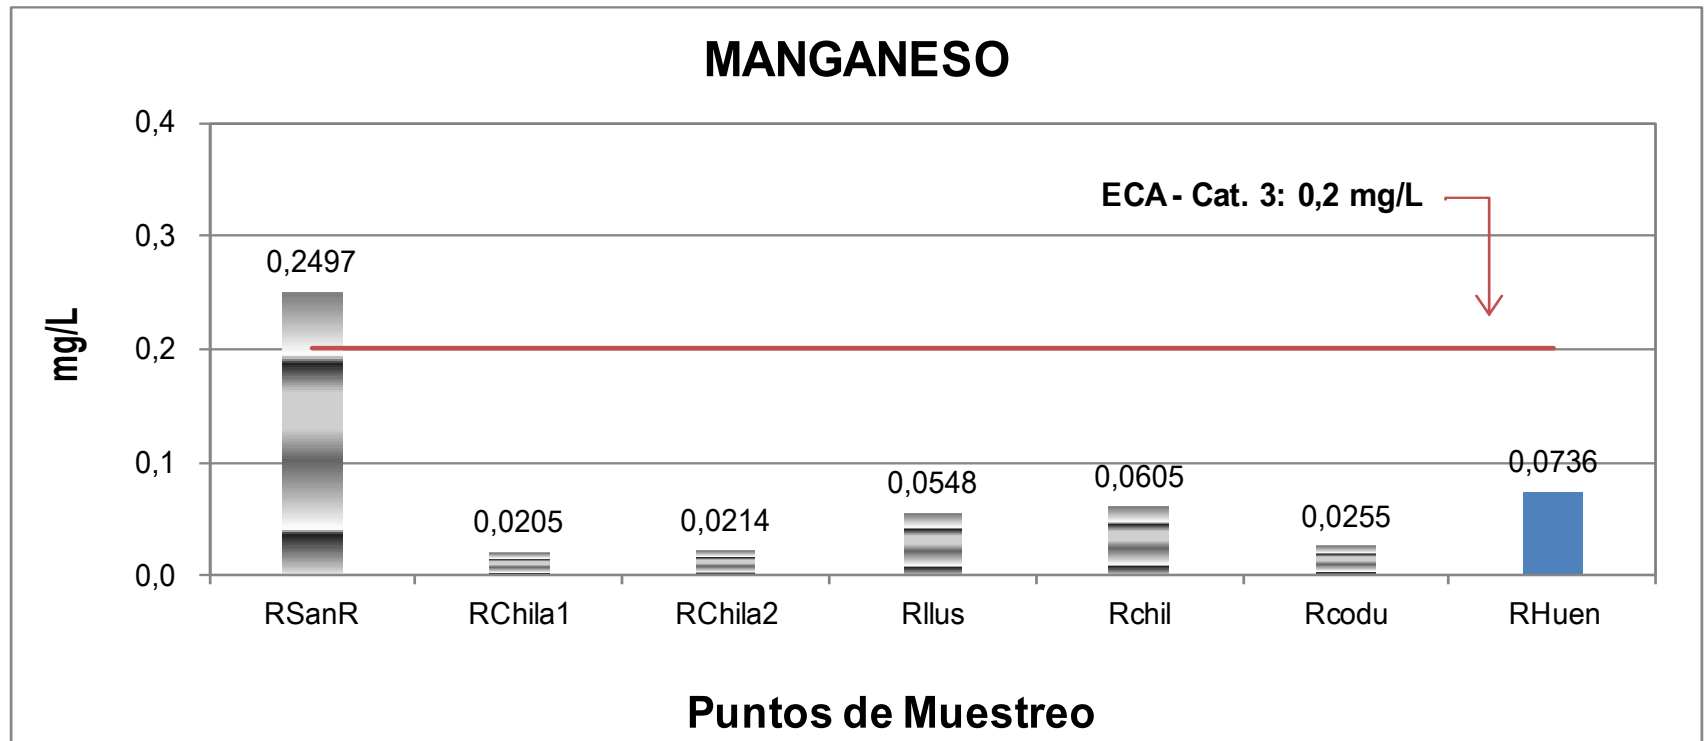 MANGANESO
0,4
0,3
0,2
0,1
0,0
mg/L
ECA - Cat. 3: 0,2 mg/L
0,2497
0,0205
0,0214
0,0548
0,0605
0,0255
0,0736
RSanR
RChila1
RChila2
RIlus
Rchil
Rcodu
RHuen
Puntos de Muestreo